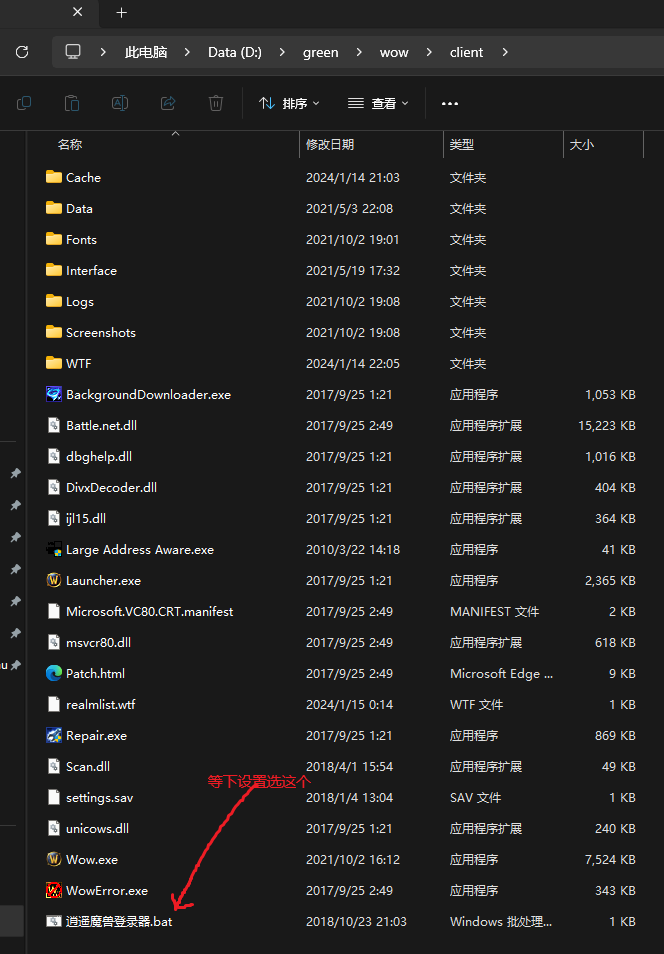 此电脑 Data (D:) green wow client
排序 查看
名称 修改日期 类型 大小
Cache 2024/1/14 21:03 文件夹
Data 2021/5/3 22:08 文件夹
Fonts 2021/10/2 19:01 文件夹
Interface 2021/5/19 17:32 文件夹
Logs 2021/10/2 19:08 文件夹
Screenshots 2021/10/2 19:08 文件夹
WTF 2024/1/14 22:05 文件夹
BackgroundDownloader.exe 2017/9/25 1:21 应用程序 1,053 KB
Battle.net.dll 2017/9/25 2:49 应用程序扩展 15,223 KB
dbghelp.dll 2017/9/25 2:49 应用程序扩展 1,016 KB
DivxDecoder.dll 2017/9/25 1:21 应用程序扩展 404 KB
ijl15.dll 2017/9/25 1:21 应用程序扩展 364 KB
Large Address Aware.exe 2010/3/22 14:18 应用程序 41 KB
Launcher.exe 2017/9/25 1:21 应用程序 2,365 KB
Microsoft.VC80.CRT.manifest 2017/9/25 2:49 MANIFEST 文件 2 KB
msvcr80.dll 2017/9/25 2:49 应用程序扩展 618 KB
Patch.html 2017/9/25 2:49 Microsoft Edge ... 9 KB
realmlist.wtf 2024/1/15 0:14 WTF 文件 1 KB
Repair.exe 2017/9/25 2:49 应用程序 869 KB
Scan.dll 2018/4/1 15:54 应用程序扩展 49 KB
等下设置选这个
settings.sav 2018/1/4 13:04 SAV 文件 1 KB
unicows.dll 2017/9/25 1:21 应用程序扩展 240 KB
Wow.exe 2021/10/2 16:12 应用程序 7,524 KB
WowError.exe 2017/9/25 2:49 应用程序 343 KB
逍遥魔兽登录器.bat 2018/10/23 21:03 Windows 批处理... 1 KB